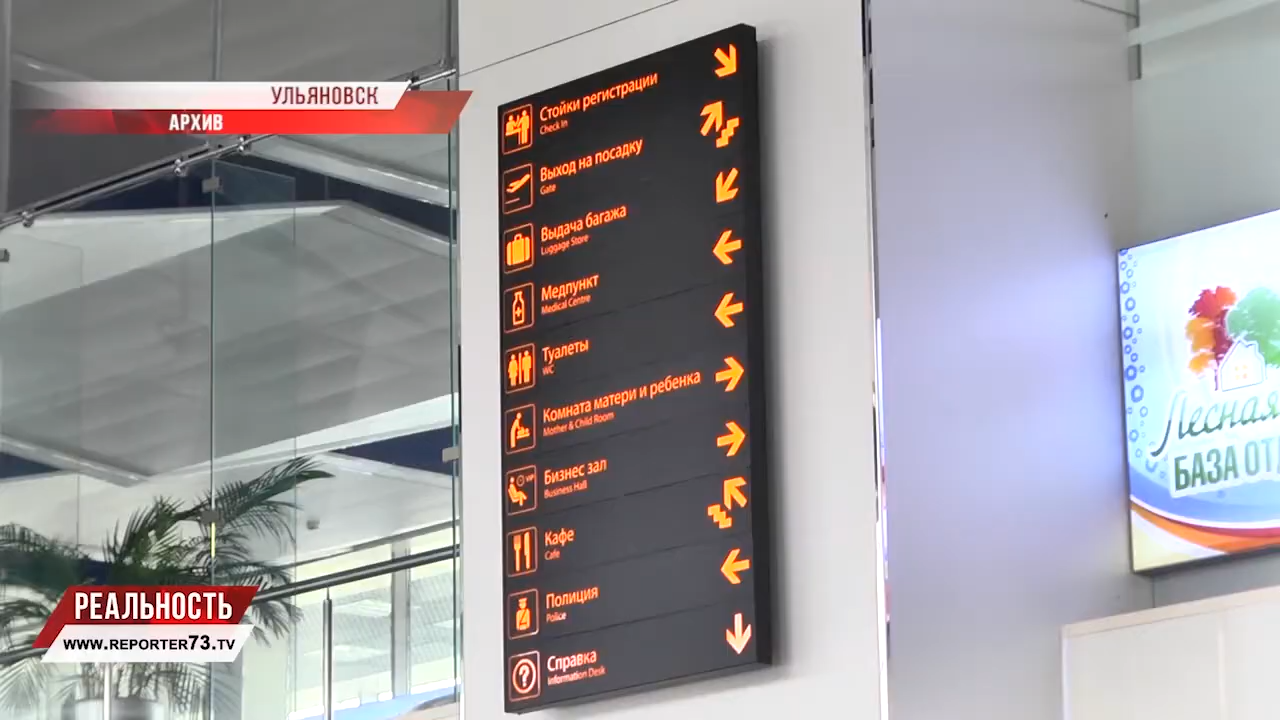 УЛЬЯНОВСК
АРХИВ
Стойки регистрации
Check In
Выход на посадку
Gate
Выдача багажа
Luggage Store
Медпункт
Medical Centre
Туалеты
WC
Комната матери и ребенка
Mother & Child Room
VIP
Бизнес зал
Business Hall
Кафе
Cafe
Полиция
Police
?
Справка
Information Desk
Лесная
БАЗА
РЕАЛЬНОСТЬ
WWW.REPORTER73.TV